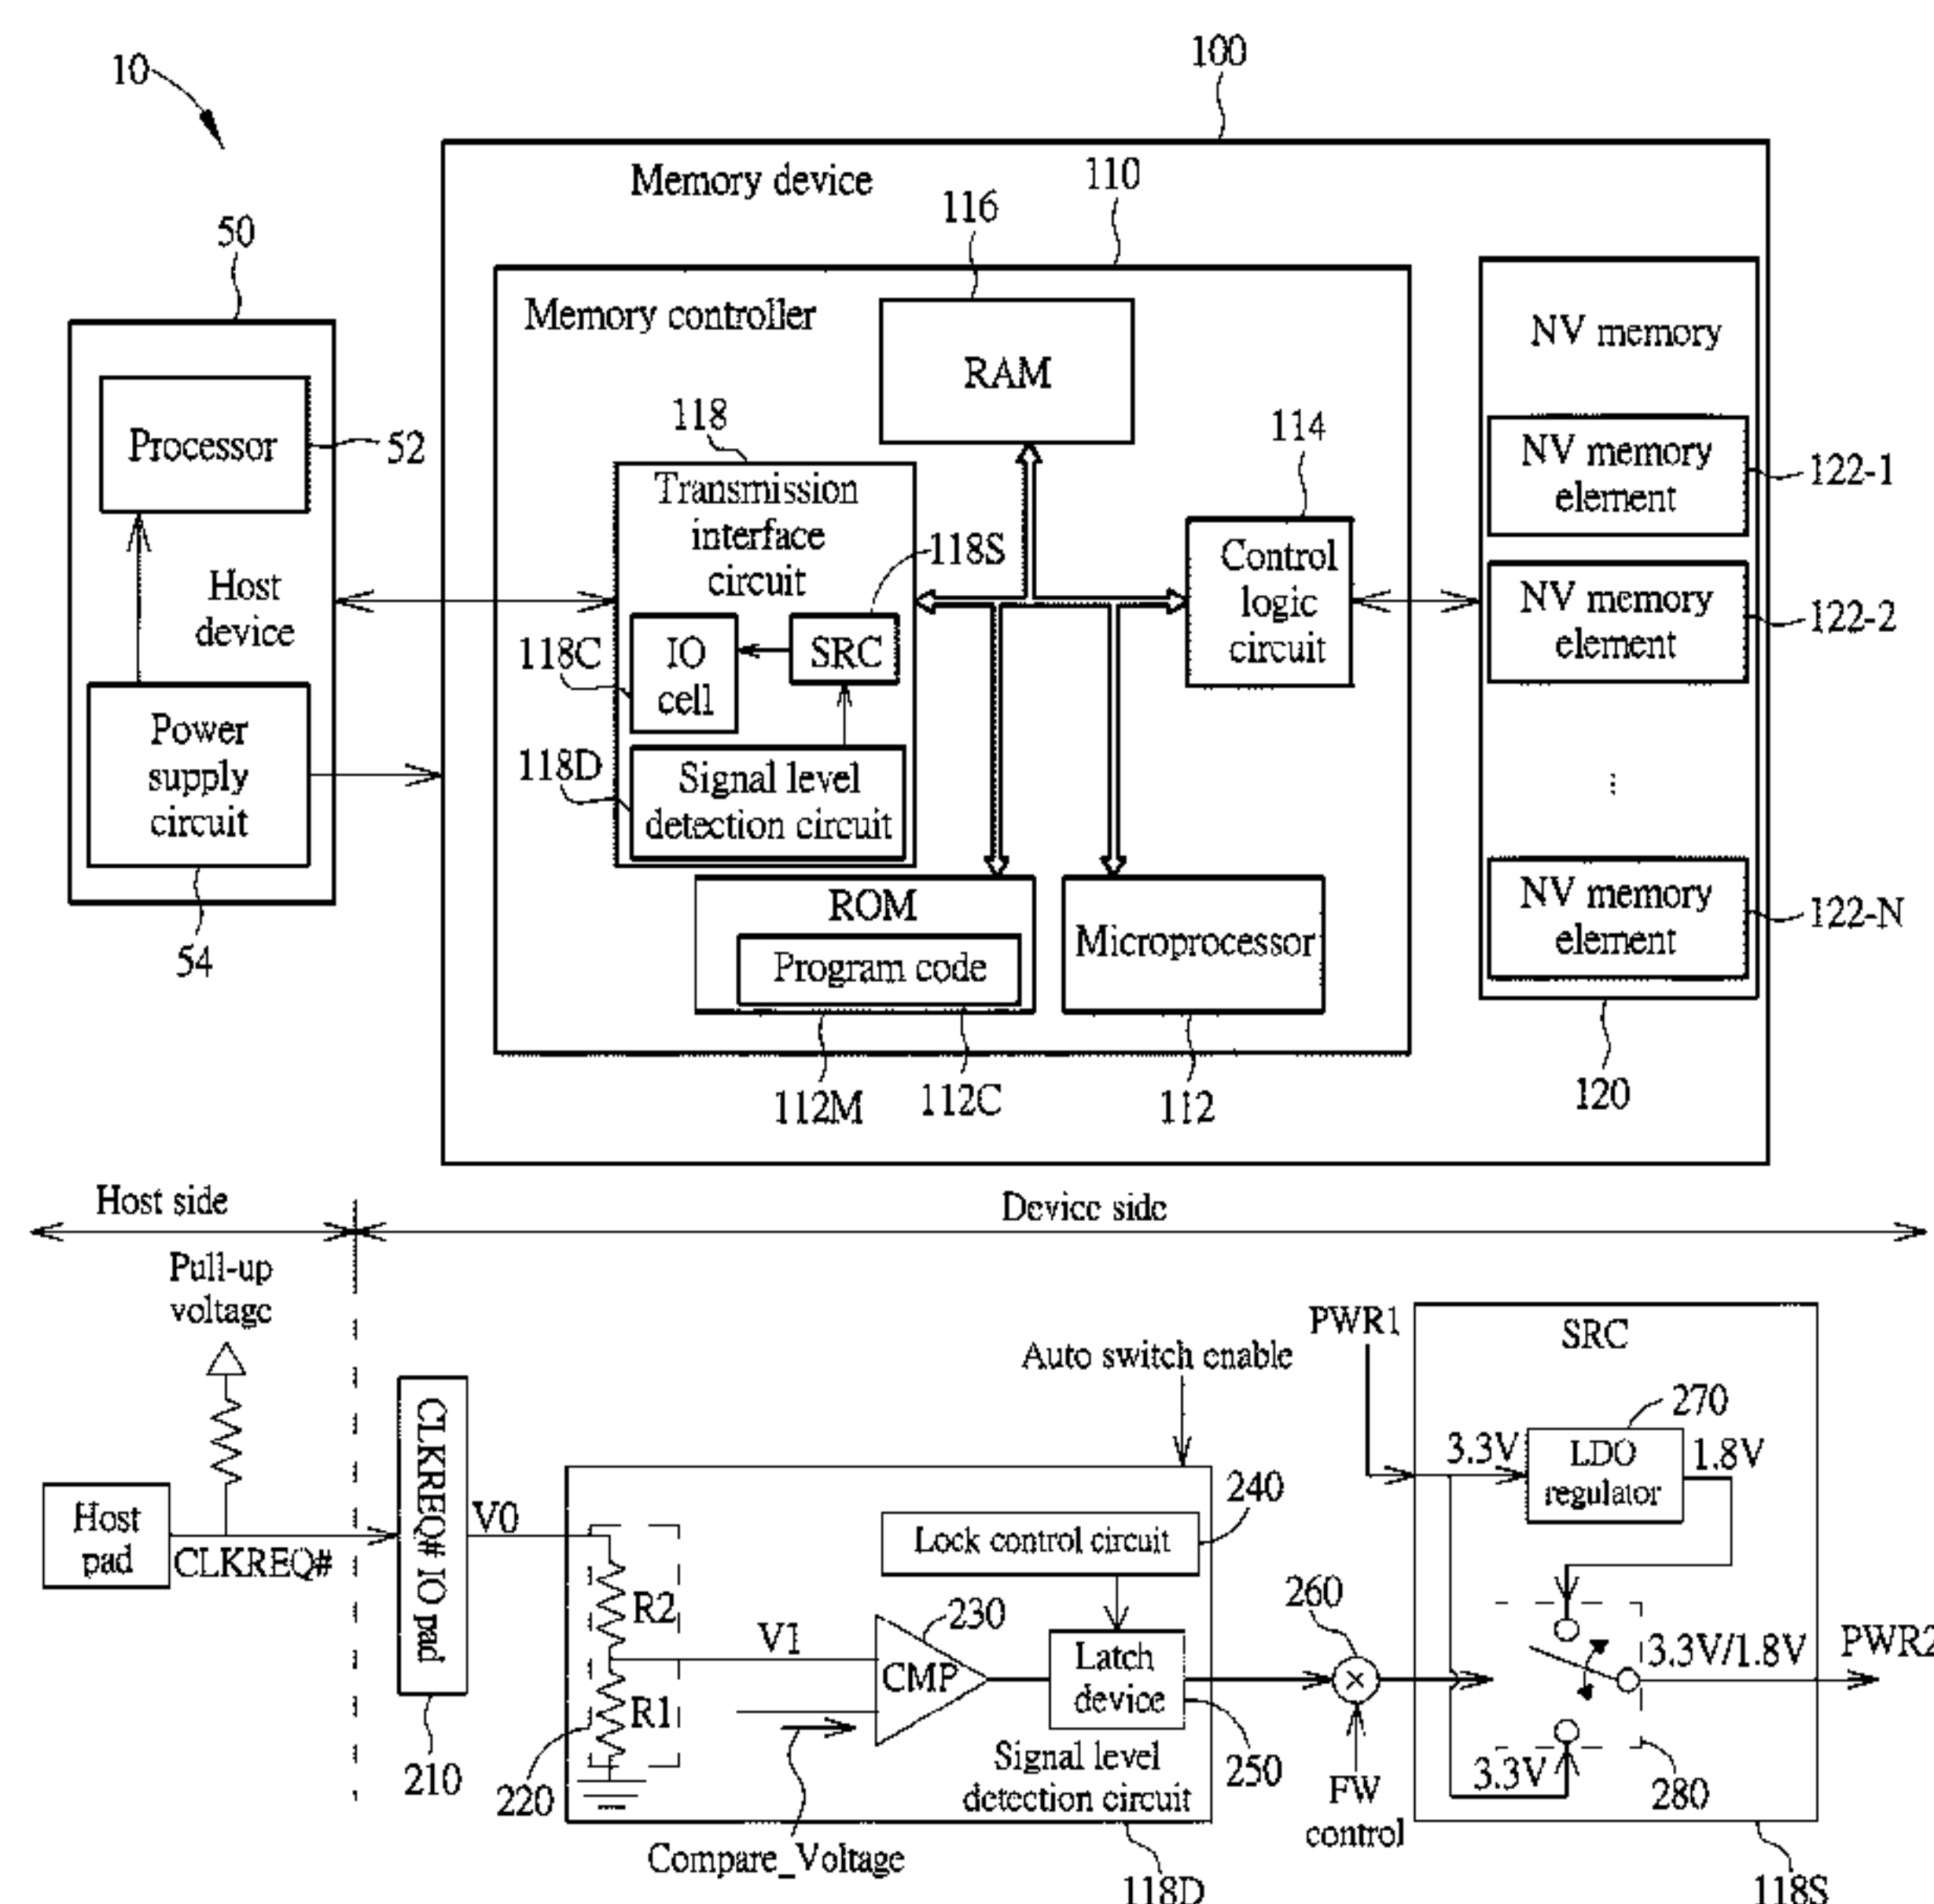 10
100
Memory device
110
116
50
Memory controller
RAM
NV memory
118
114
Processor
52
NV memory
element
122-1
Transmission
interface
circuit
118S
Control
logic
circuit
Host
device
NV memory
element
122-2
118C
IO
cell
SRC
Power
supply
circuit
118D
Signal level
detection circuit
...
ROM
Program code
Microprocessor
NV memory
element
122-N
54
112M
112C
112
120
Host side
Device side
Pull-up
voltage
PWR1
SRC
Auto switch enable
CLKREQ# IO pad
270
3.3V
LDO
regulator
1.8V
240
Host
pad
CLKREQ#
V0
Lock control circuit
R2
V1
230
260
CMP
Latch
device
3.3V/1.8V
PWR2
R1
×
210
220
Signal level
detection circuit
250
FW
control
3.3V
280
Compare_Voltage
118D
118S